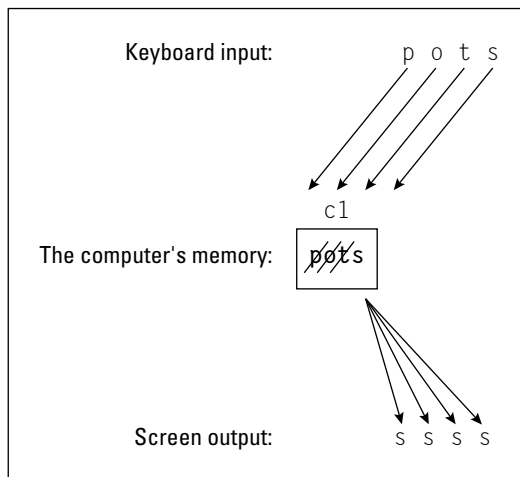 Keyboard input: p o t s
c1
The computer's memory: pots
Screen output: s s s s